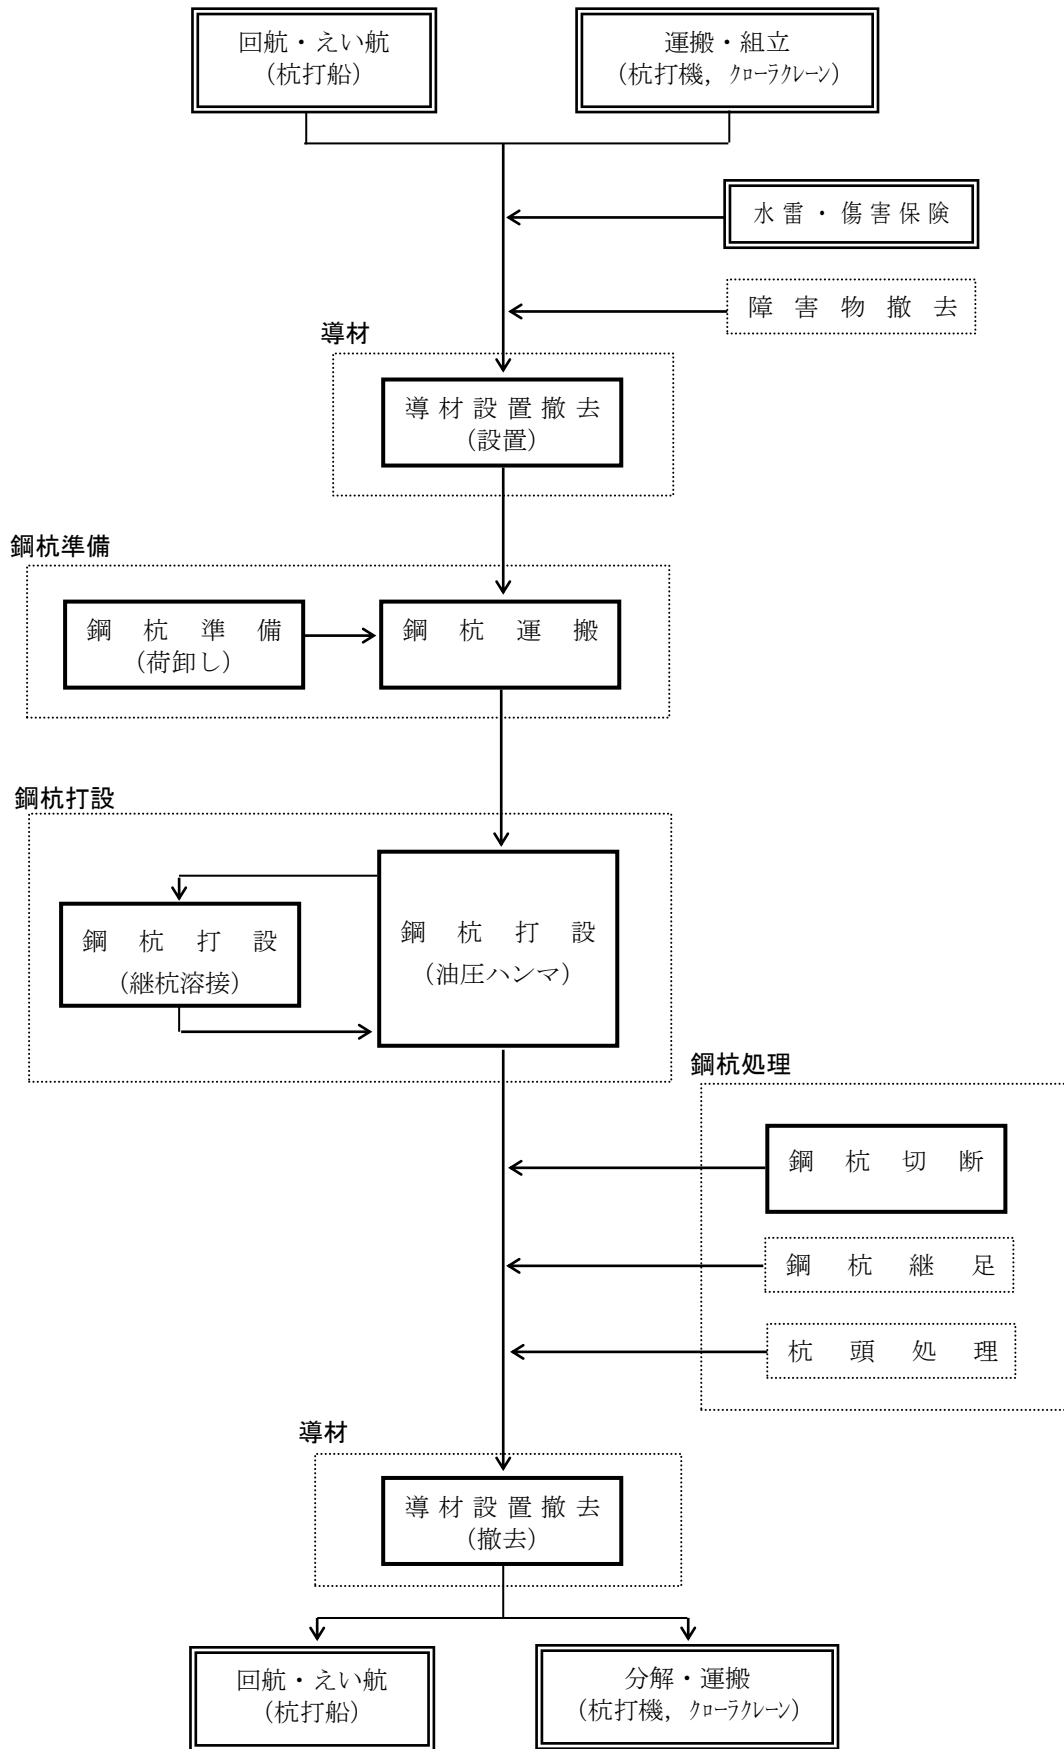 回航・えい航
(杭打船)
運搬・組立
(杭打機, クローラクレーン)
水雷・傷害保険
障害物撤去
導材
導材設置撤去
(設置)
鋼杭準備
鋼杭準備
(荷卸し)
鋼杭運搬
鋼杭打設
鋼杭打設
(油圧ハンマ)
鋼杭打設
(継杭溶接)
鋼杭処理
鋼杭切断
鋼杭継足
杭頭処理
導材
導材設置撤去
(撤去)
回航・えい航
(杭打船)
分解・運搬
(杭打機, クローラクレーン)